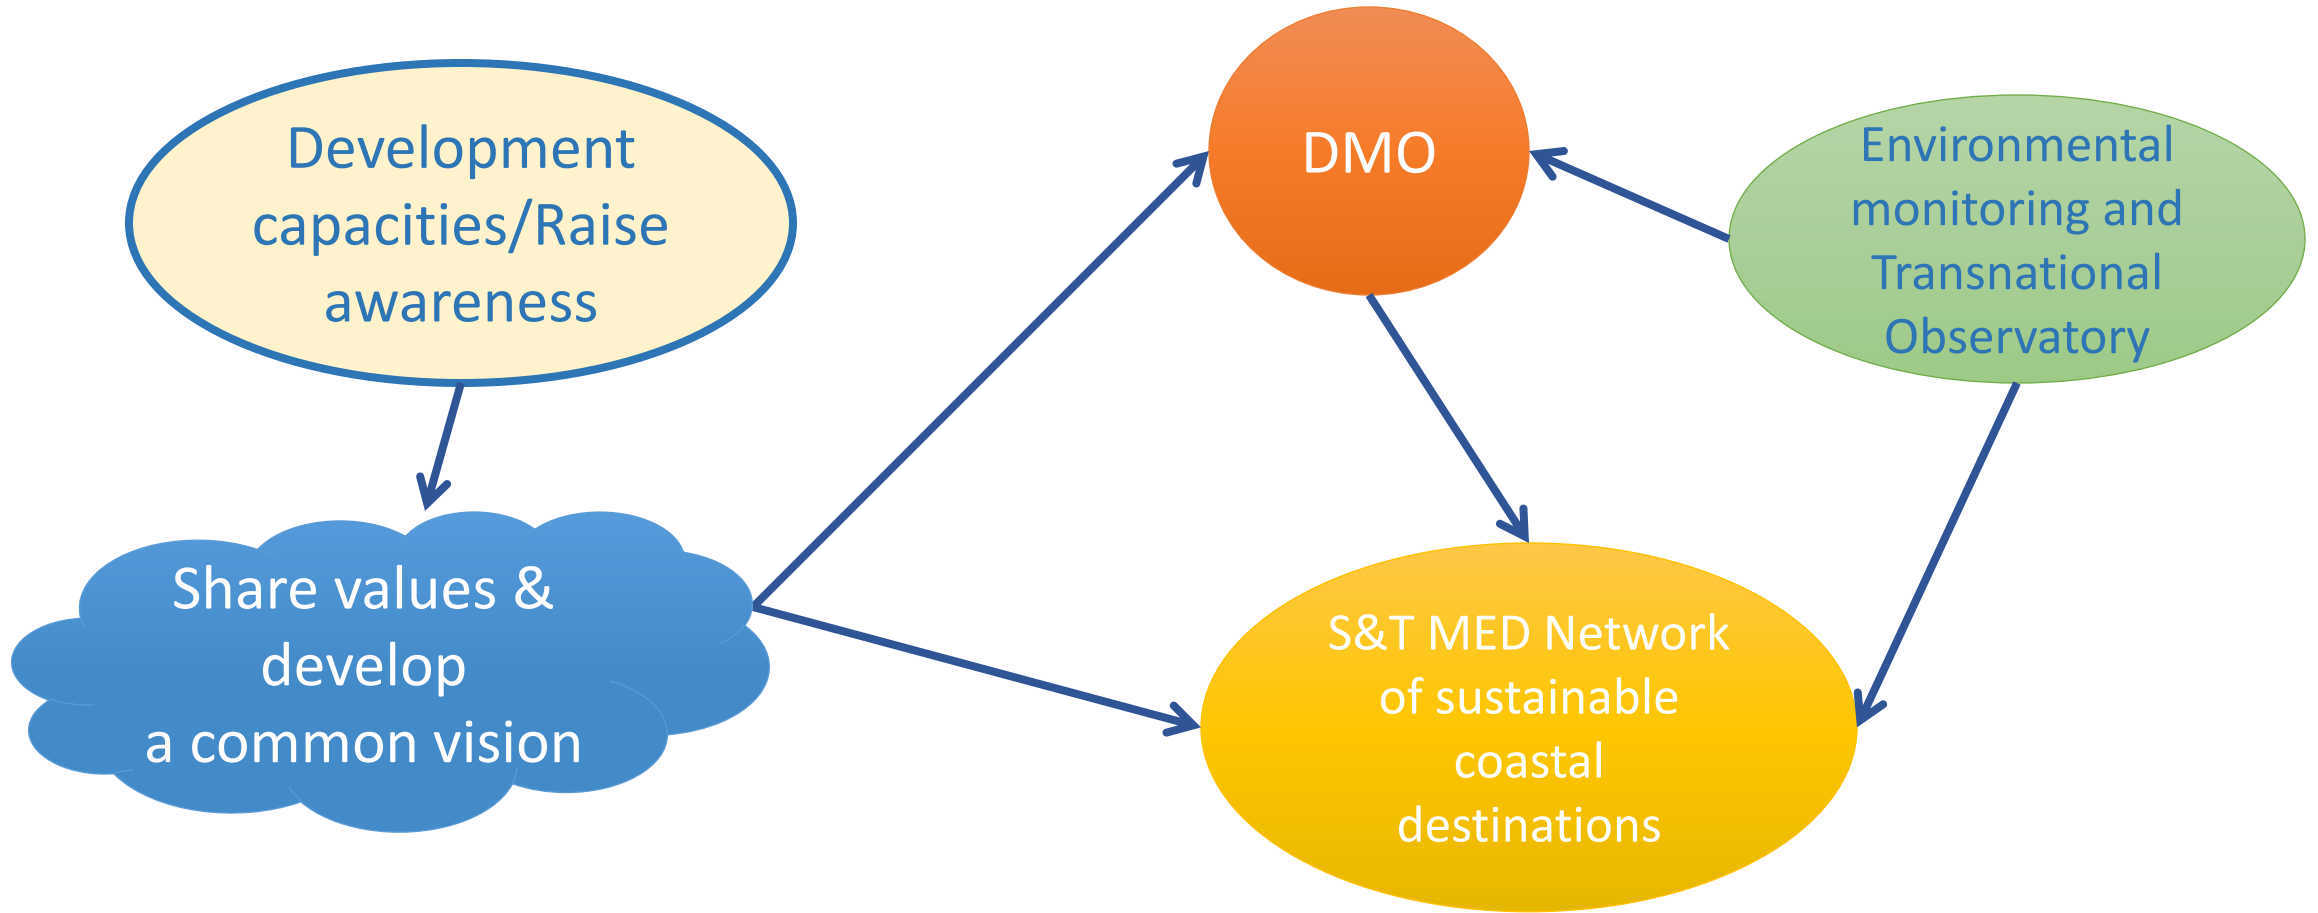 Development
capacities/Raise
awareness
DMO
Environmental
monitoring and
Transnational
Observatory
Share values &
develop
a common vision
S&T MED Network
of sustainable
coastal
destinations